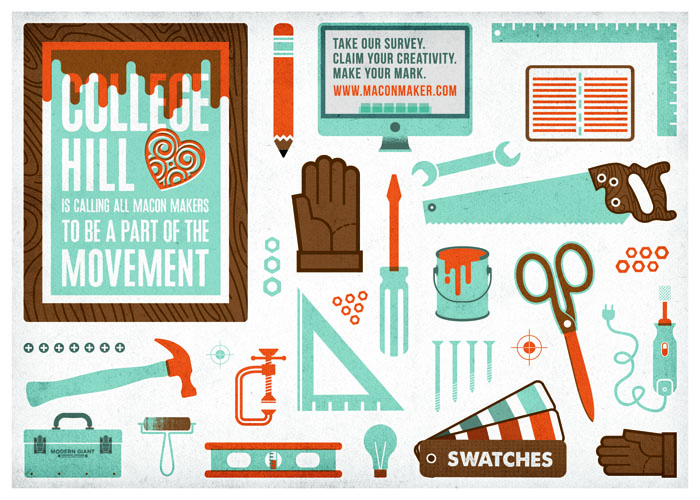 COLLEGE
HILL
IS CALLING ALL MACON MAKERS
TO BE A PART OF THE
MOVEMENT
TAKE OUR SURVEY.
CLAIM YOUR CREATIVITY.
MAKE YOUR MARK.
WWW.MACONMAKER.COM
MODERN GIANT
SWATCHES